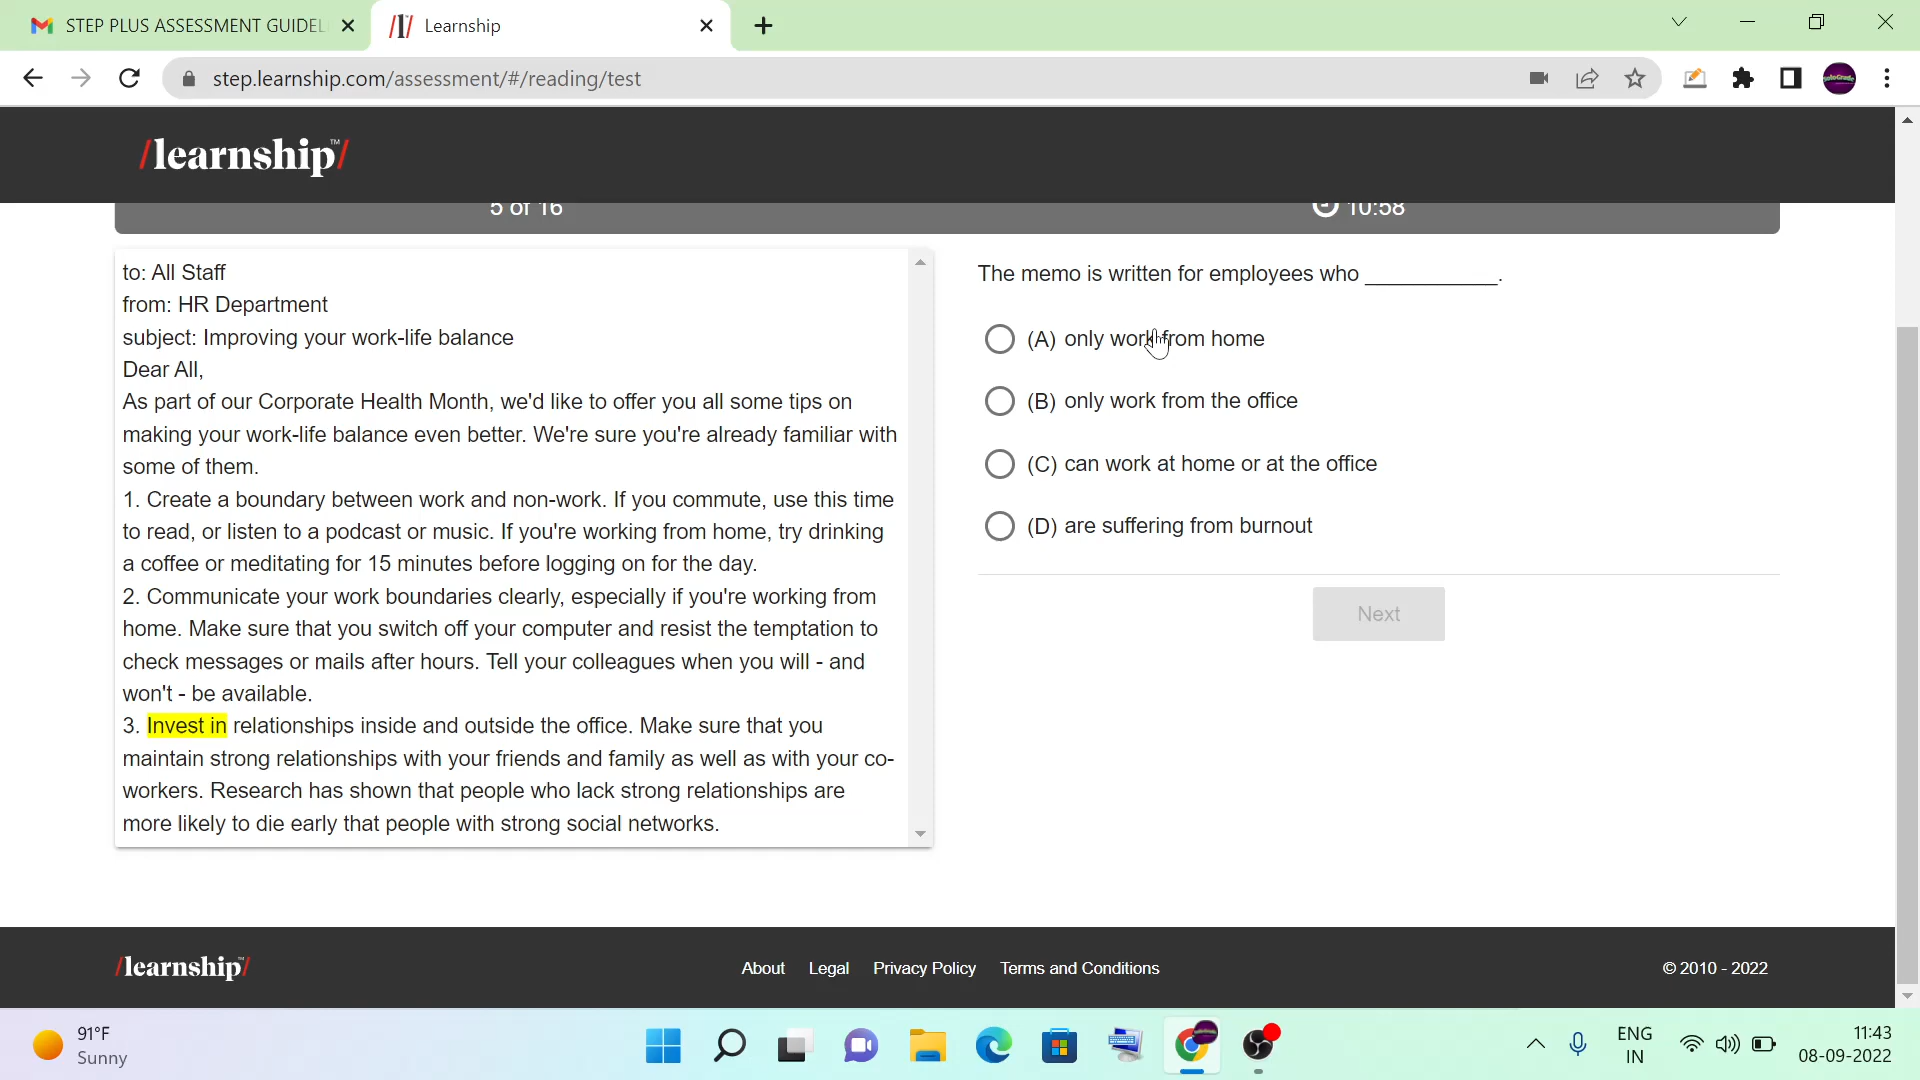 STEP PLUS ASSESSMENT GUIDEL
Learnship
step.learnship.com/assessment/#/reading/test
/learnship/™
5 of 16
10:58
to: All Staff
from: HR Department
subject: Improving your work-life balance
Dear All,
As part of our Corporate Health Month, we'd like to offer you all some tips on
making your work-life balance even better. We're sure you're already familiar with
some of them.
1. Create a boundary between work and non-work. If you commute, use this time
to read, or listen to a podcast or music. If you're working from home, try drinking
a coffee or meditating for 15 minutes before logging on for the day.
2. Communicate your work boundaries clearly, especially if you're working from
home. Make sure that you switch off your computer and resist the temptation to
check messages or mails after hours. Tell your colleagues when you will - and
won't - be available.
3. Invest in relationships inside and outside the office. Make sure that you
maintain strong relationships with your friends and family as well as with your co-
workers. Research has shown that people who lack strong relationships are
more likely to die early that people with strong social networks.
The memo is written for employees who ___________.
(A) only work from home
(B) only work from the office
(C) can work at home or at the office
(D) are suffering from burnout
Next
/learnship/™
About Legal Privacy Policy Terms and Conditions
© 2010 - 2022
91°F
Sunny
ENG
IN
11:43
08-09-2022